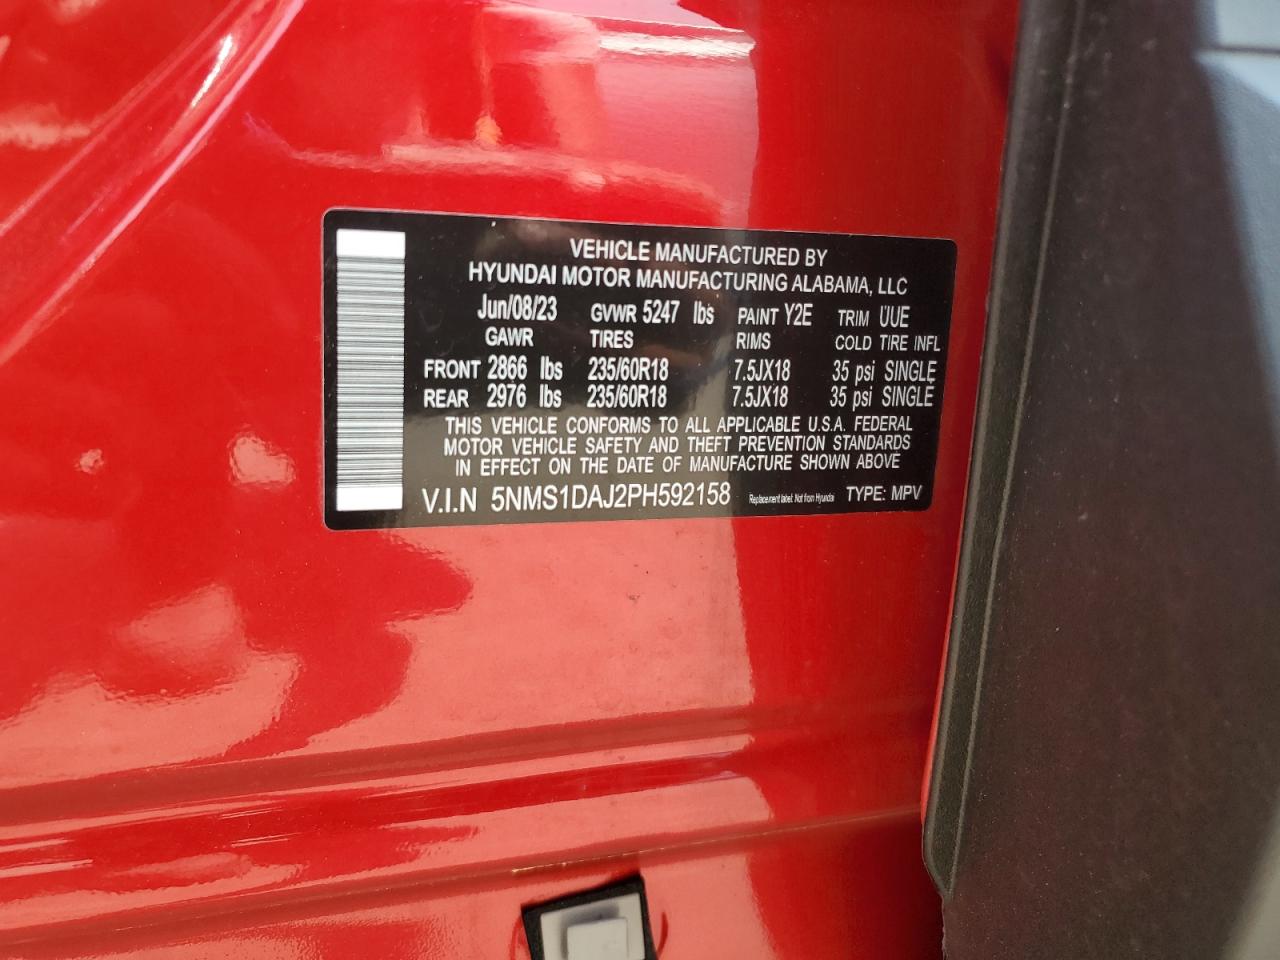 VEHICLE MANUFACTURED BY
HYUNDAI MOTOR MANUFACTURING ALABAMA, LLC
Jun/08/23 GVWR 5247 lbs PAINT Y2E TRIM UUE
GAWR TIRES RIMS COLD TIRE INFL
FRONT 2866 lbs 235/60R18 7.5JX18 35 psi SINGLE
REAR 2976 lbs 235/60R18 7.5JX18 35 psi SINGLE
THIS VEHICLE CONFORMS TO ALL APPLICABLE U.S.A. FEDERAL
MOTOR VEHICLE SAFETY AND THEFT PREVENTION STANDARDS
IN EFFECT ON THE DATE OF MANUFACTURE SHOWN ABOVE
V.I.N 5NMS1DAJ2PH592158 Replacement label: Not from Hyundai TYPE: MPV